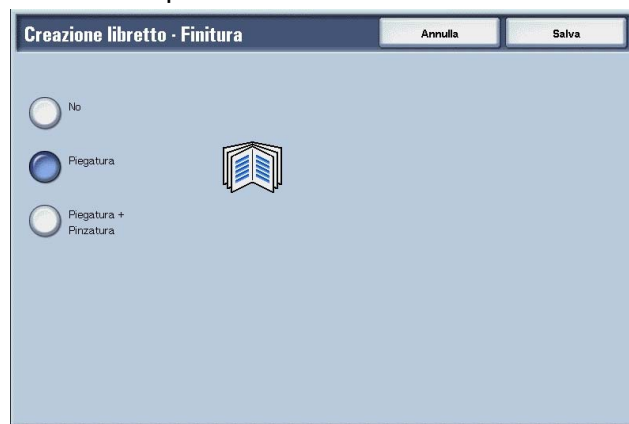 Creazione libretto - Finitura
Annulla
Salva
No
Piegatura
Piegatura +
Pinzatura